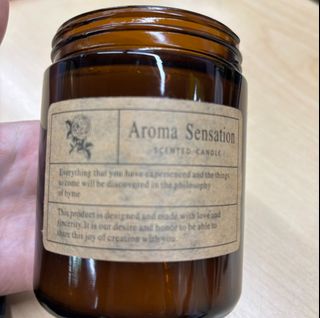 Aroma Sensation
SCENTED CANDLE
Everything that you have experienced and the things
to come will be discovered in the philosophy
of hyme
This product is designed and made with love and
sincerity. It is our desire and honor to be able to
share this joy of creation with you.